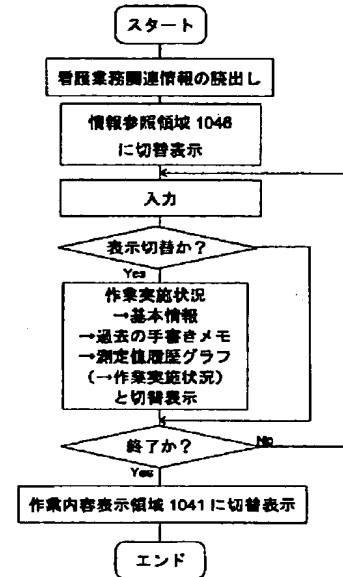 スタート
看護業務関連情報の読出し
情報参照領域 1046
に切替表示
入力
表示切替か？
Yes
作業実施状況
→基本情報
→過去の手書きメモ
→測定値履歴グラフ
（→作業実施状況）
と切替表示
終了か？
No
Yes
作業内容表示領域 1041 に切替表示
エンド